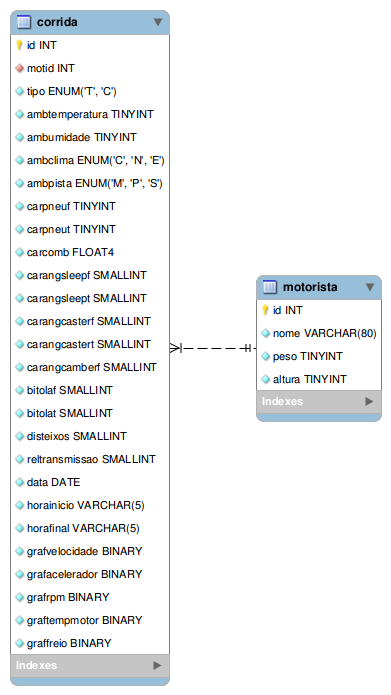 corrida
id INT
motid INT
tipo ENUM('T', 'C')
ambtemperatura TINYINT
ambumidade TINYINT
ambclima ENUM('C', 'N', 'E')
ambpista ENUM('M', 'P', 'S')
carpneuf TINYINT
carpneut TINYINT
carcomb FLOAT4
carangsleepf SMALLINT
carangsleept SMALLINT
carangcasterf SMALLINT
carangcastert SMALLINT
carangcamberf SMALLINT
bitolaf SMALLINT
bitolat SMALLINT
disteixos SMALLINT
reltransmissao SMALLINT
data DATE
horainicio VARCHAR(5)
horafinal VARCHAR(5)
grafvelocidade BINARY
grafacelerador BINARY
grafrpm BINARY
graftempmotor BINARY
graffreio BINARY
Indexes
motorista
id INT
nome VARCHAR(80)
peso TINYINT
altura TINYINT
Indexes